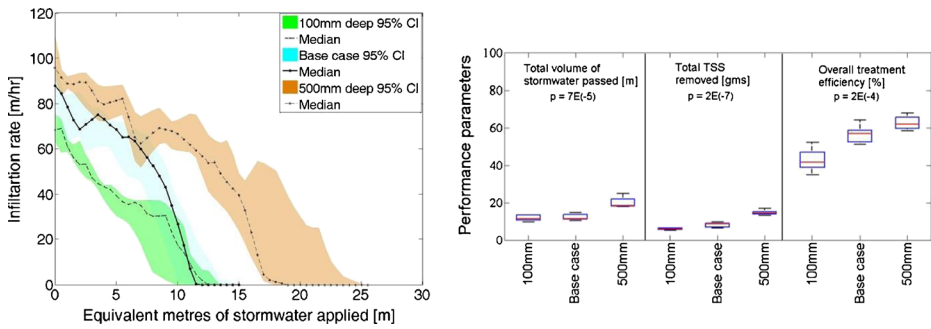 120
100
80
60
40
20
0
Infiltartion rate [m/hr]
0 5 10 15 20 25 30
Equivalent metres of stormwater applied [m]
100mm deep 95% CI
Median
Base case 95% CI
Median
500mm deep 95% CI
Median
100
80
60
40
20
0
Performance parameters
Total volume of
stormwater passed [m]
p = 7E(-5)
Total TSS
removed [gms]
p = 2E(-7)
Overall treatment
efficiency [%]
p = 2E(-4)
100mm
Base case
500mm
100mm
Base case
500mm
100mm
Base case
500mm